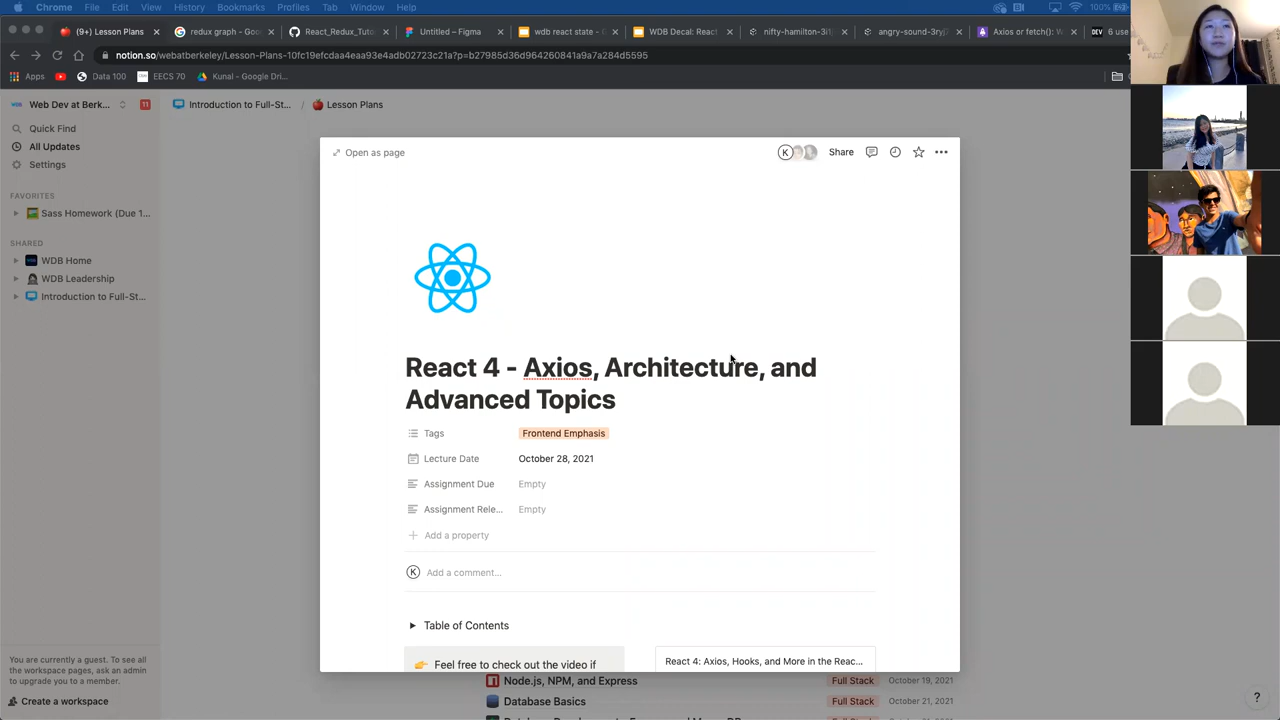 Chrome File Edit View History Bookmarks Profiles Tab Window Help 100%
(9+) Lesson Plans
redux graph - Go
React_Redux_Tuto
Untitled – Figma
wdb react state - G
WDB Decal: React
nifty-hamilton-3i1j
angry-sound-3ryj
Axios or fetch(): W
DEV 6 use
notion.so/webatberkeley/Lesson-Plans-10fc19efcdaa4eaa93e4adb02723c21a?p=b27985d36d964260841a9a7a284d5595
Apps Data 100 EECS 70 Kunal - Google Dri...
Web Dev at Berk... 11
Introduction to Full-St... / Lesson Plans
Quick Find
All Updates
Settings
FAVORITES
Sass Homework (Due 1...
SHARED
WDB Home
WDB Leadership
Introduction to Full-St...
You are currently a guest. To see all
the workspace pages, ask an admin
to upgrade you to a member.
Create a workspace
Open as page
K Share
React 4 - Axios, Architecture, and
Advanced Topics
Tags Frontend Emphasis
Lecture Date October 28, 2021
Assignment Due Empty
Assignment Rele... Empty
Add a property
K Add a comment...
Table of Contents
Feel free to check out the video if
React 4: Axios, Hooks, and More in the Reac...
Node.js, NPM, and Express Full Stack October 19, 2021
Database Basics Full Stack October 21, 2021
?